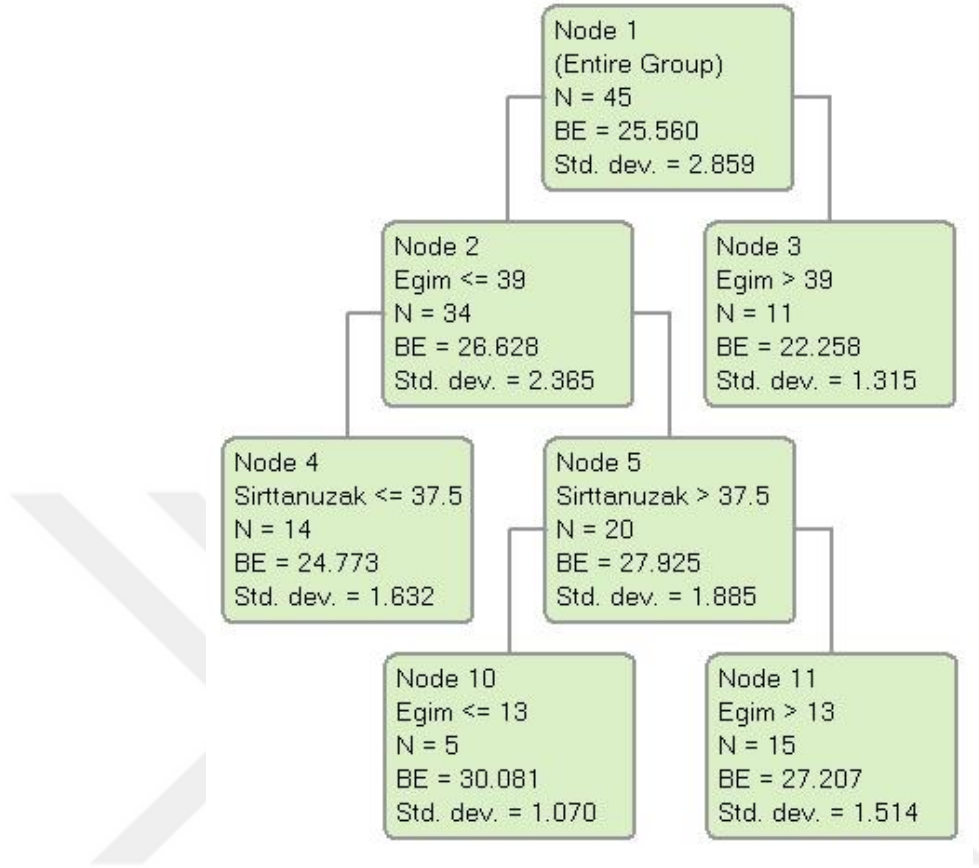 Node 1
(Entire Group)
N = 45
BE = 25.560
Std. dev. = 2.859
Node 2
Egim <= 39
N = 34
BE = 26.628
Std. dev. = 2.365
Node 3
Egim > 39
N = 11
BE = 22.258
Std. dev. = 1.315
Node 4
Sirttanuzak <= 37.5
N = 14
BE = 24.773
Std. dev. = 1.632
Node 5
Sirttanuzak > 37.5
N = 20
BE = 27.925
Std. dev. = 1.885
Node 10
Egim <= 13
N = 5
BE = 30.081
Std. dev. = 1.070
Node 11
Egim > 13
N = 15
BE = 27.207
Std. dev. = 1.514